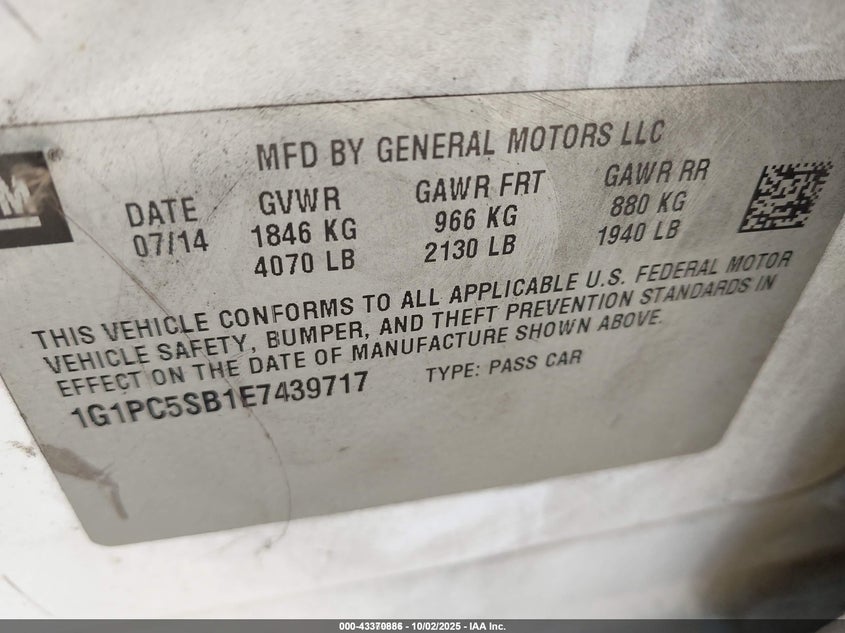 MFD BY GENERAL MOTORS LLC
DATE GVWR GAWR FRT GAWR RR
07/14 1846 KG 966 KG 880 KG
4070 LB 2130 LB 1940 LB
THIS VEHICLE CONFORMS TO ALL APPLICABLE U.S. FEDERAL MOTOR
VEHICLE SAFETY, BUMPER, AND THEFT PREVENTION STANDARDS IN
EFFECT ON THE DATE OF MANUFACTURE SHOWN ABOVE.
1G1PC5SB1E7439717 TYPE: PASS CAR
000-43370886 - 10/02/2025 - IAA Inc.